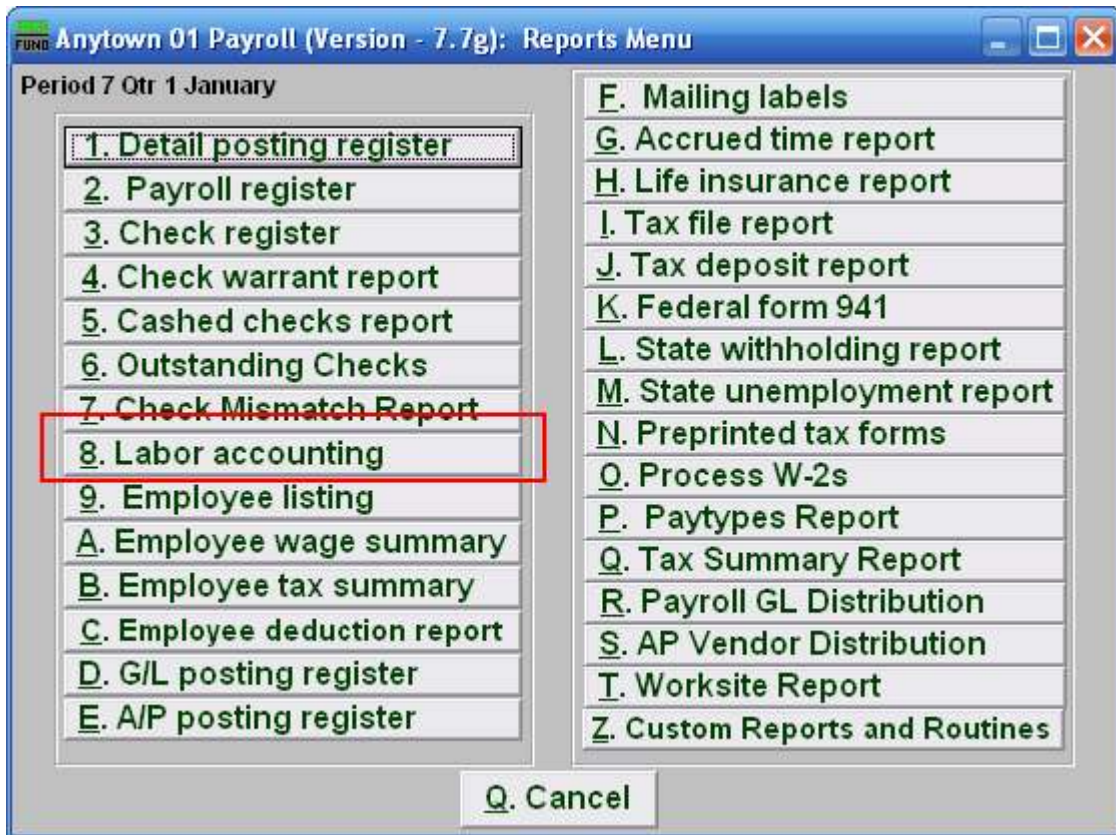 FUND Anytown 01 Payroll (Version - 7.7g): Reports Menu
Period 7 Qtr 1 January
1. Detail posting register
2. Payroll register
3. Check register
4. Check warrant report
5. Cashed checks report
6. Outstanding Checks
7. Check Mismatch Report
8. Labor accounting
9. Employee listing
A. Employee wage summary
B. Employee tax summary
C. Employee deduction report
D. G/L posting register
E. A/P posting register
F. Mailing labels
G. Accrued time report
H. Life insurance report
I. Tax file report
J. Tax deposit report
K. Federal form 941
L. State withholding report
M. State unemployment report
N. Preprinted tax forms
O. Process W-2s
P. Paytypes Report
Q. Tax Summary Report
R. Payroll GL Distribution
S. AP Vendor Distribution
T. Worksite Report
Z. Custom Reports and Routines
Q. Cancel